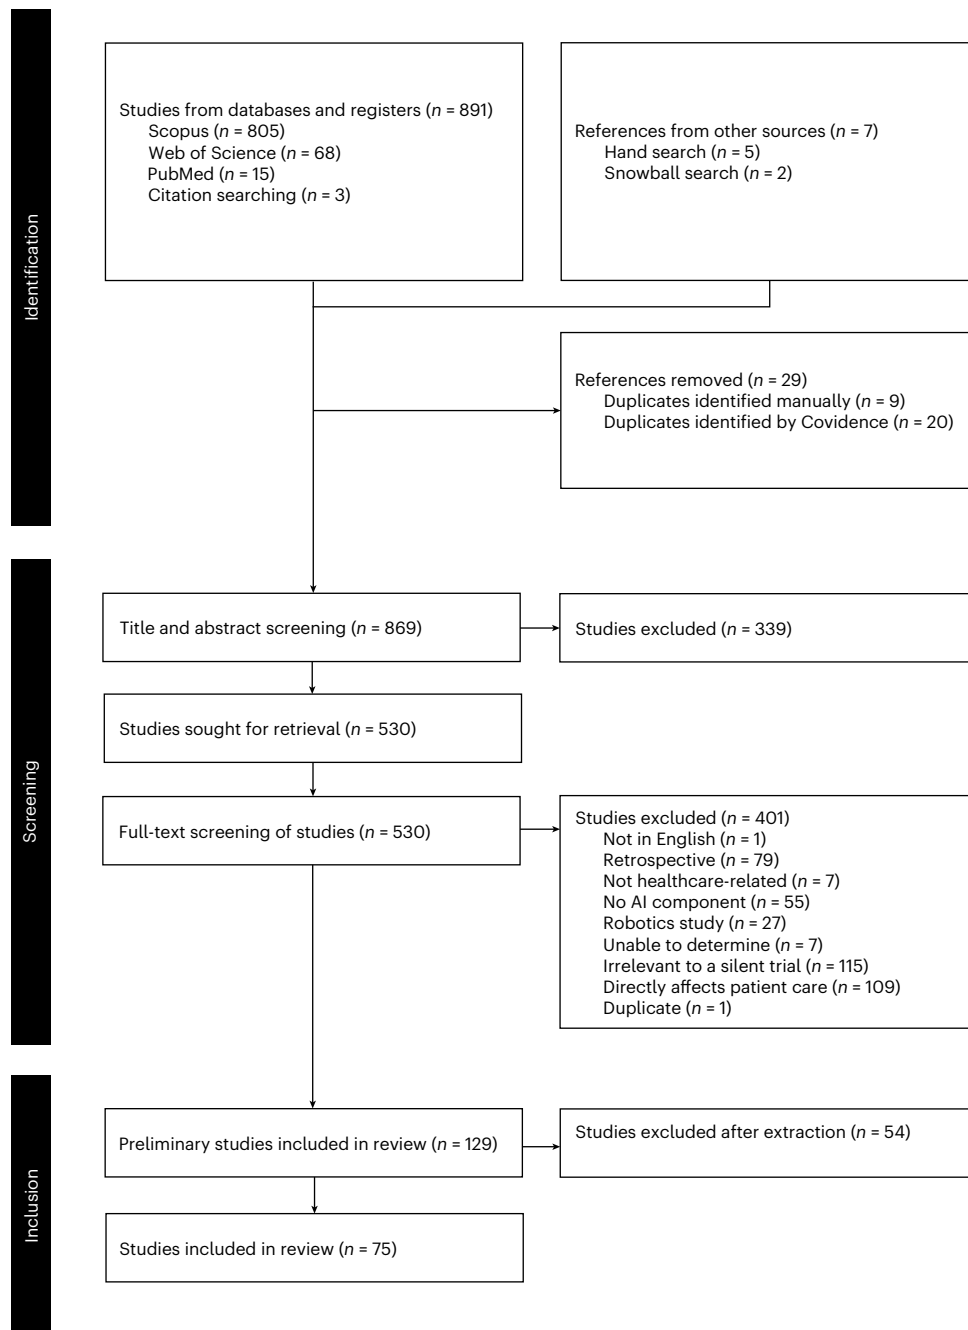 Identification
Studies from databases and registers (n = 891)
Scopus (n = 805)
Web of Science (n = 68)
PubMed (n = 15)
Citation searching (n = 3)
References from other sources (n = 7)
Hand search (n = 5)
Snowball search (n = 2)
References removed (n = 29)
Duplicates identified manually (n = 9)
Duplicates identified by Covidence (n = 20)
Screening
Title and abstract screening (n = 869)
Studies excluded (n = 339)
Studies sought for retrieval (n = 530)
Full-text screening of studies (n = 530)
Studies excluded (n = 401)
Not in English (n = 1)
Retrospective (n = 79)
Not healthcare-related (n = 7)
No AI component (n = 55)
Robotics study (n = 27)
Unable to determine (n = 7)
Irrelevant to a silent trial (n = 115)
Directly affects patient care (n = 109)
Duplicate (n = 1)
Inclusion
Preliminary studies included in review (n = 129)
Studies excluded after extraction (n = 54)
Studies included in review (n = 75)